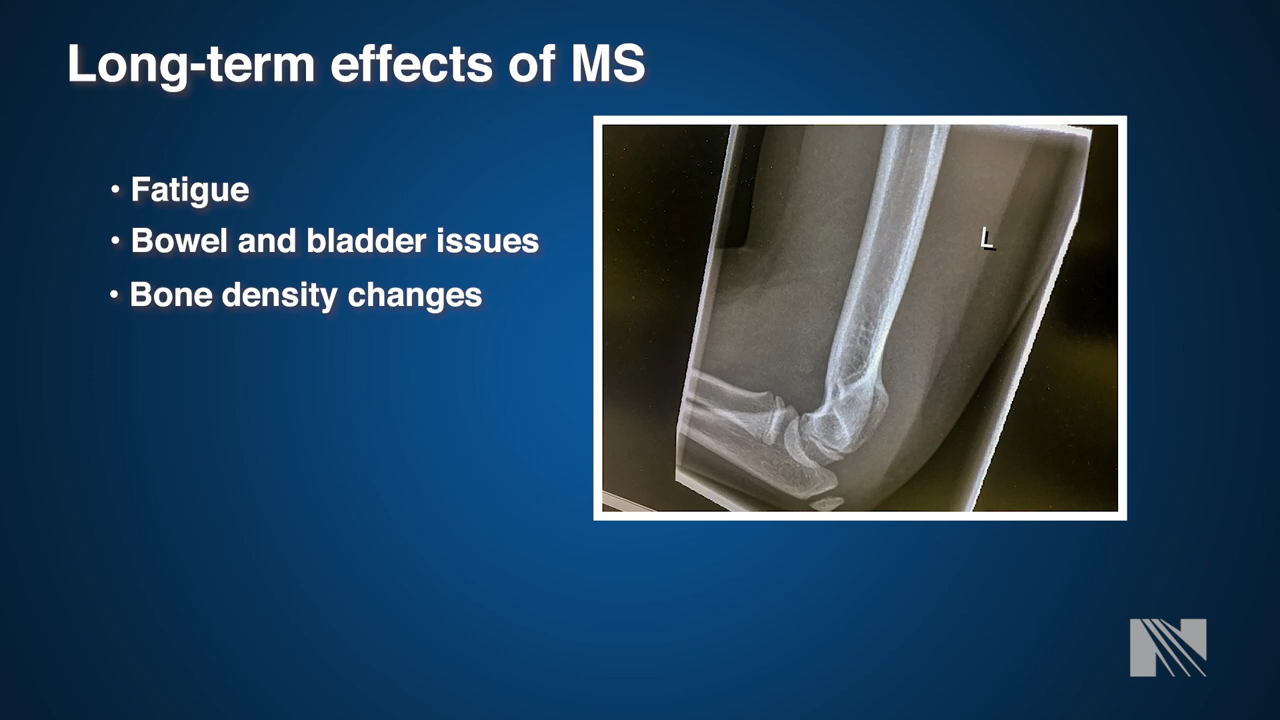 Long-term effects of MS
• Fatigue
• Bowel and bladder issues
• Bone density changes
L
N